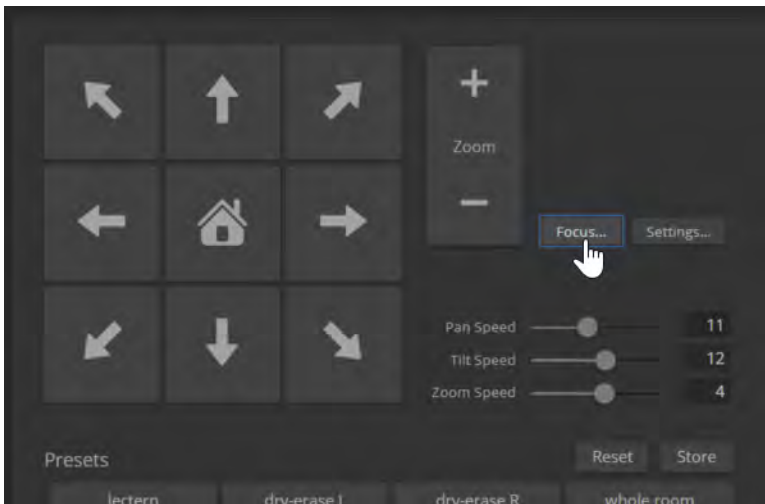 +
Zoom
−
Focus...
Settings...
Pan Speed 11
Tilt Speed 12
Zoom Speed 4
Presets
Reset
Store
lectern
dry-erase L
dry-erase R
whole room